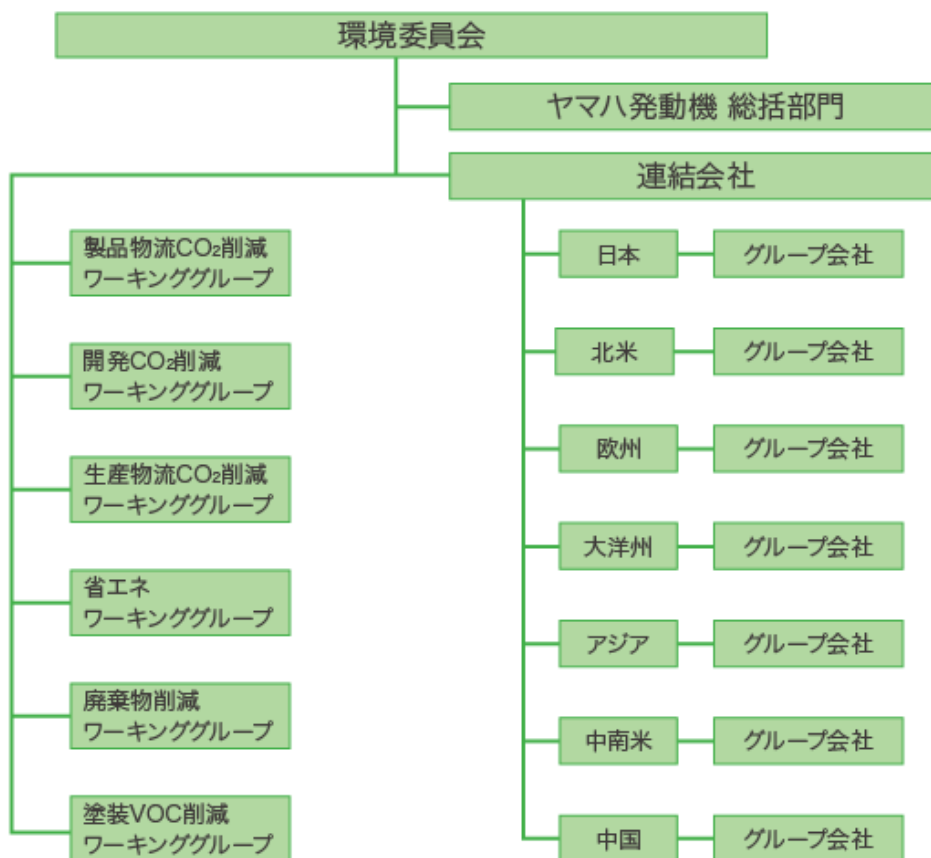 環境委員会
ヤマハ発動機 総括部門
連結会社
製品物流CO₂削減
ワーキンググループ
開発CO₂削減
ワーキンググループ
生産物流CO₂削減
ワーキンググループ
省エネ
ワーキンググループ
廃棄物削減
ワーキンググループ
塗装VOC削減
ワーキンググループ
日本 グループ会社
北米 グループ会社
欧州 グループ会社
大洋州 グループ会社
アジア グループ会社
中南米 グループ会社
中国 グループ会社